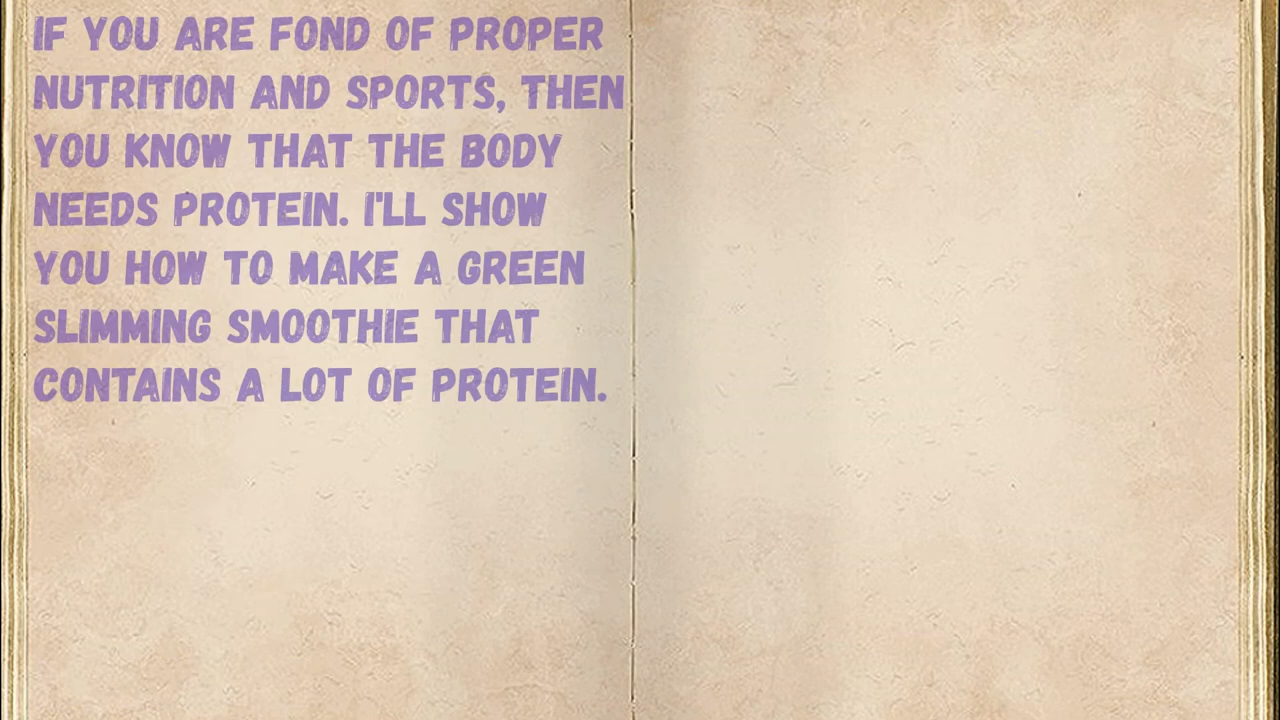 IF YOU ARE FOND OF PROPER
NUTRITION AND SPORTS, THEN
YOU KNOW THAT THE BODY
NEEDS PROTEIN. I'LL SHOW
YOU HOW TO MAKE A GREEN
SLIMMING SMOOTHIE THAT
CONTAINS A LOT OF PROTEIN.